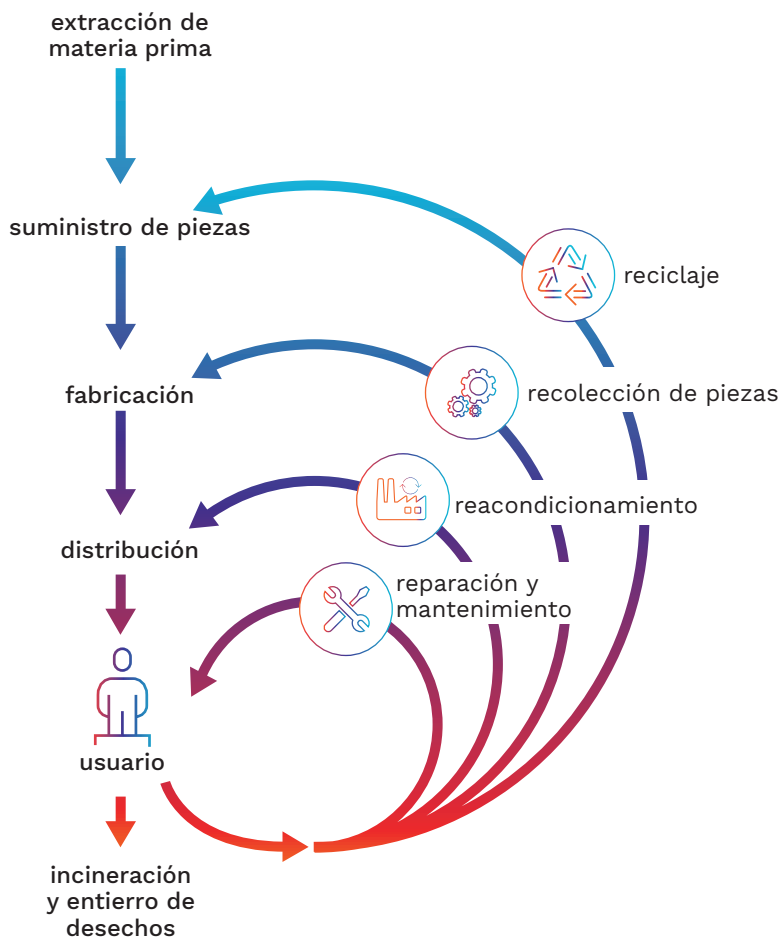 extracción de
materia prima
suministro de piezas
reciclaje
fabricación
recolección de piezas
reacondicionamiento
distribución
reparación y
mantenimiento
usuario
incineración
y entierro de
desechos